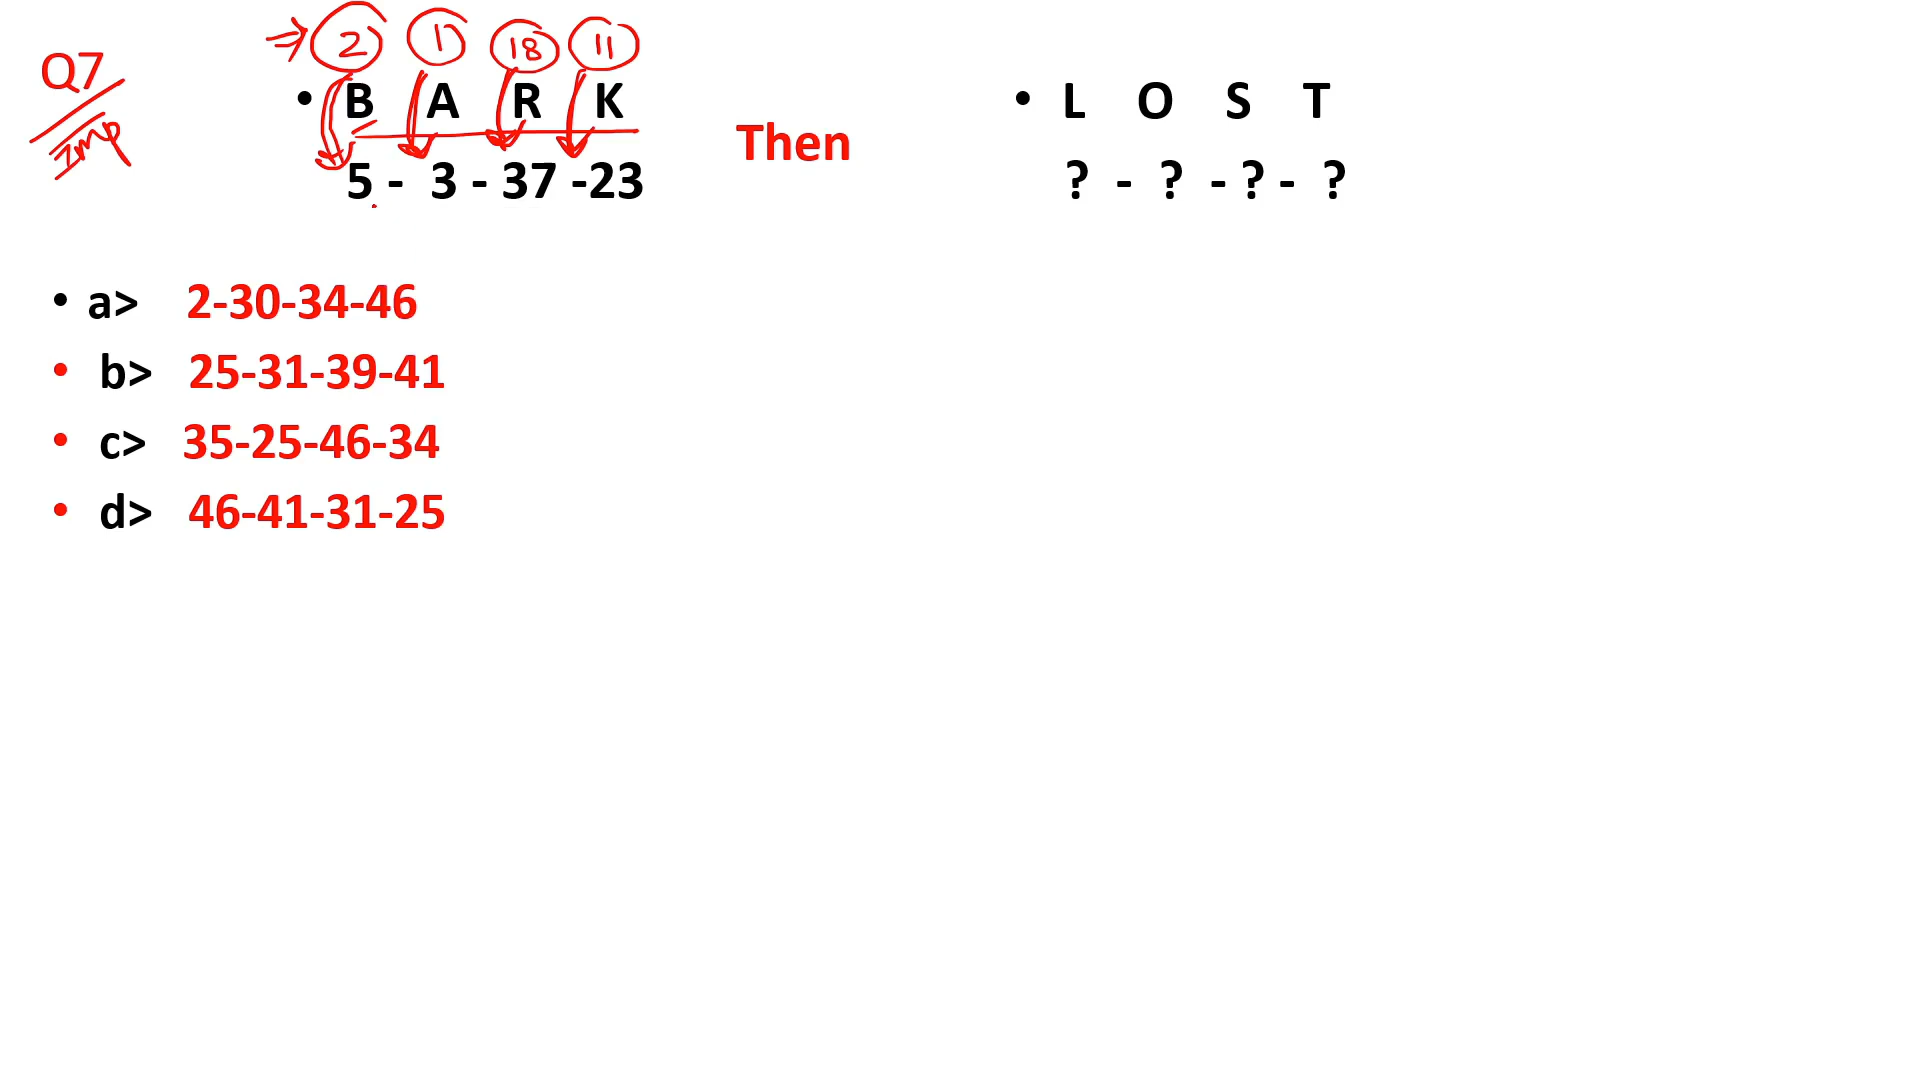 2 1 18 11
Q7
Imp
• B A R K
Then
• L O S T
5 - 3 - 37 -23
? - ? - ? - ?
• a> 2-30-34-46
• b> 25-31-39-41
• c> 35-25-46-34
• d> 46-41-31-25